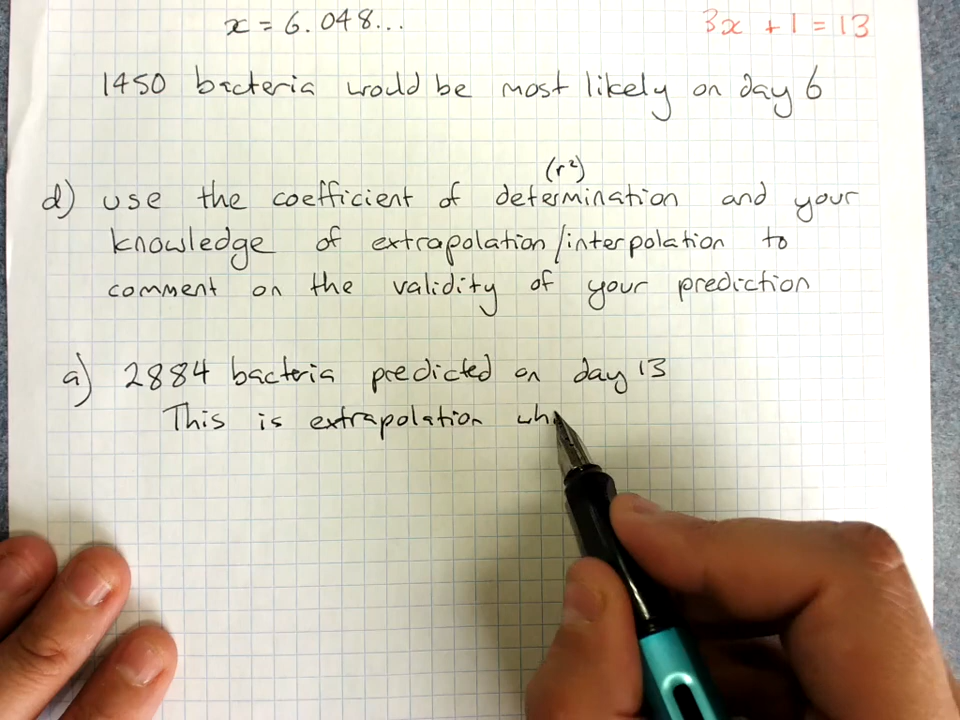 x = 6.048...
3x + 1 = 13
1450 bacteria would be most likely on day 6
(r²)
d) use the coefficient of determination and your
knowledge of extrapolation/interpolation to
comment on the validity of your prediction
a) 2884 bacteria predicted on day 13
This is extrapolation wh